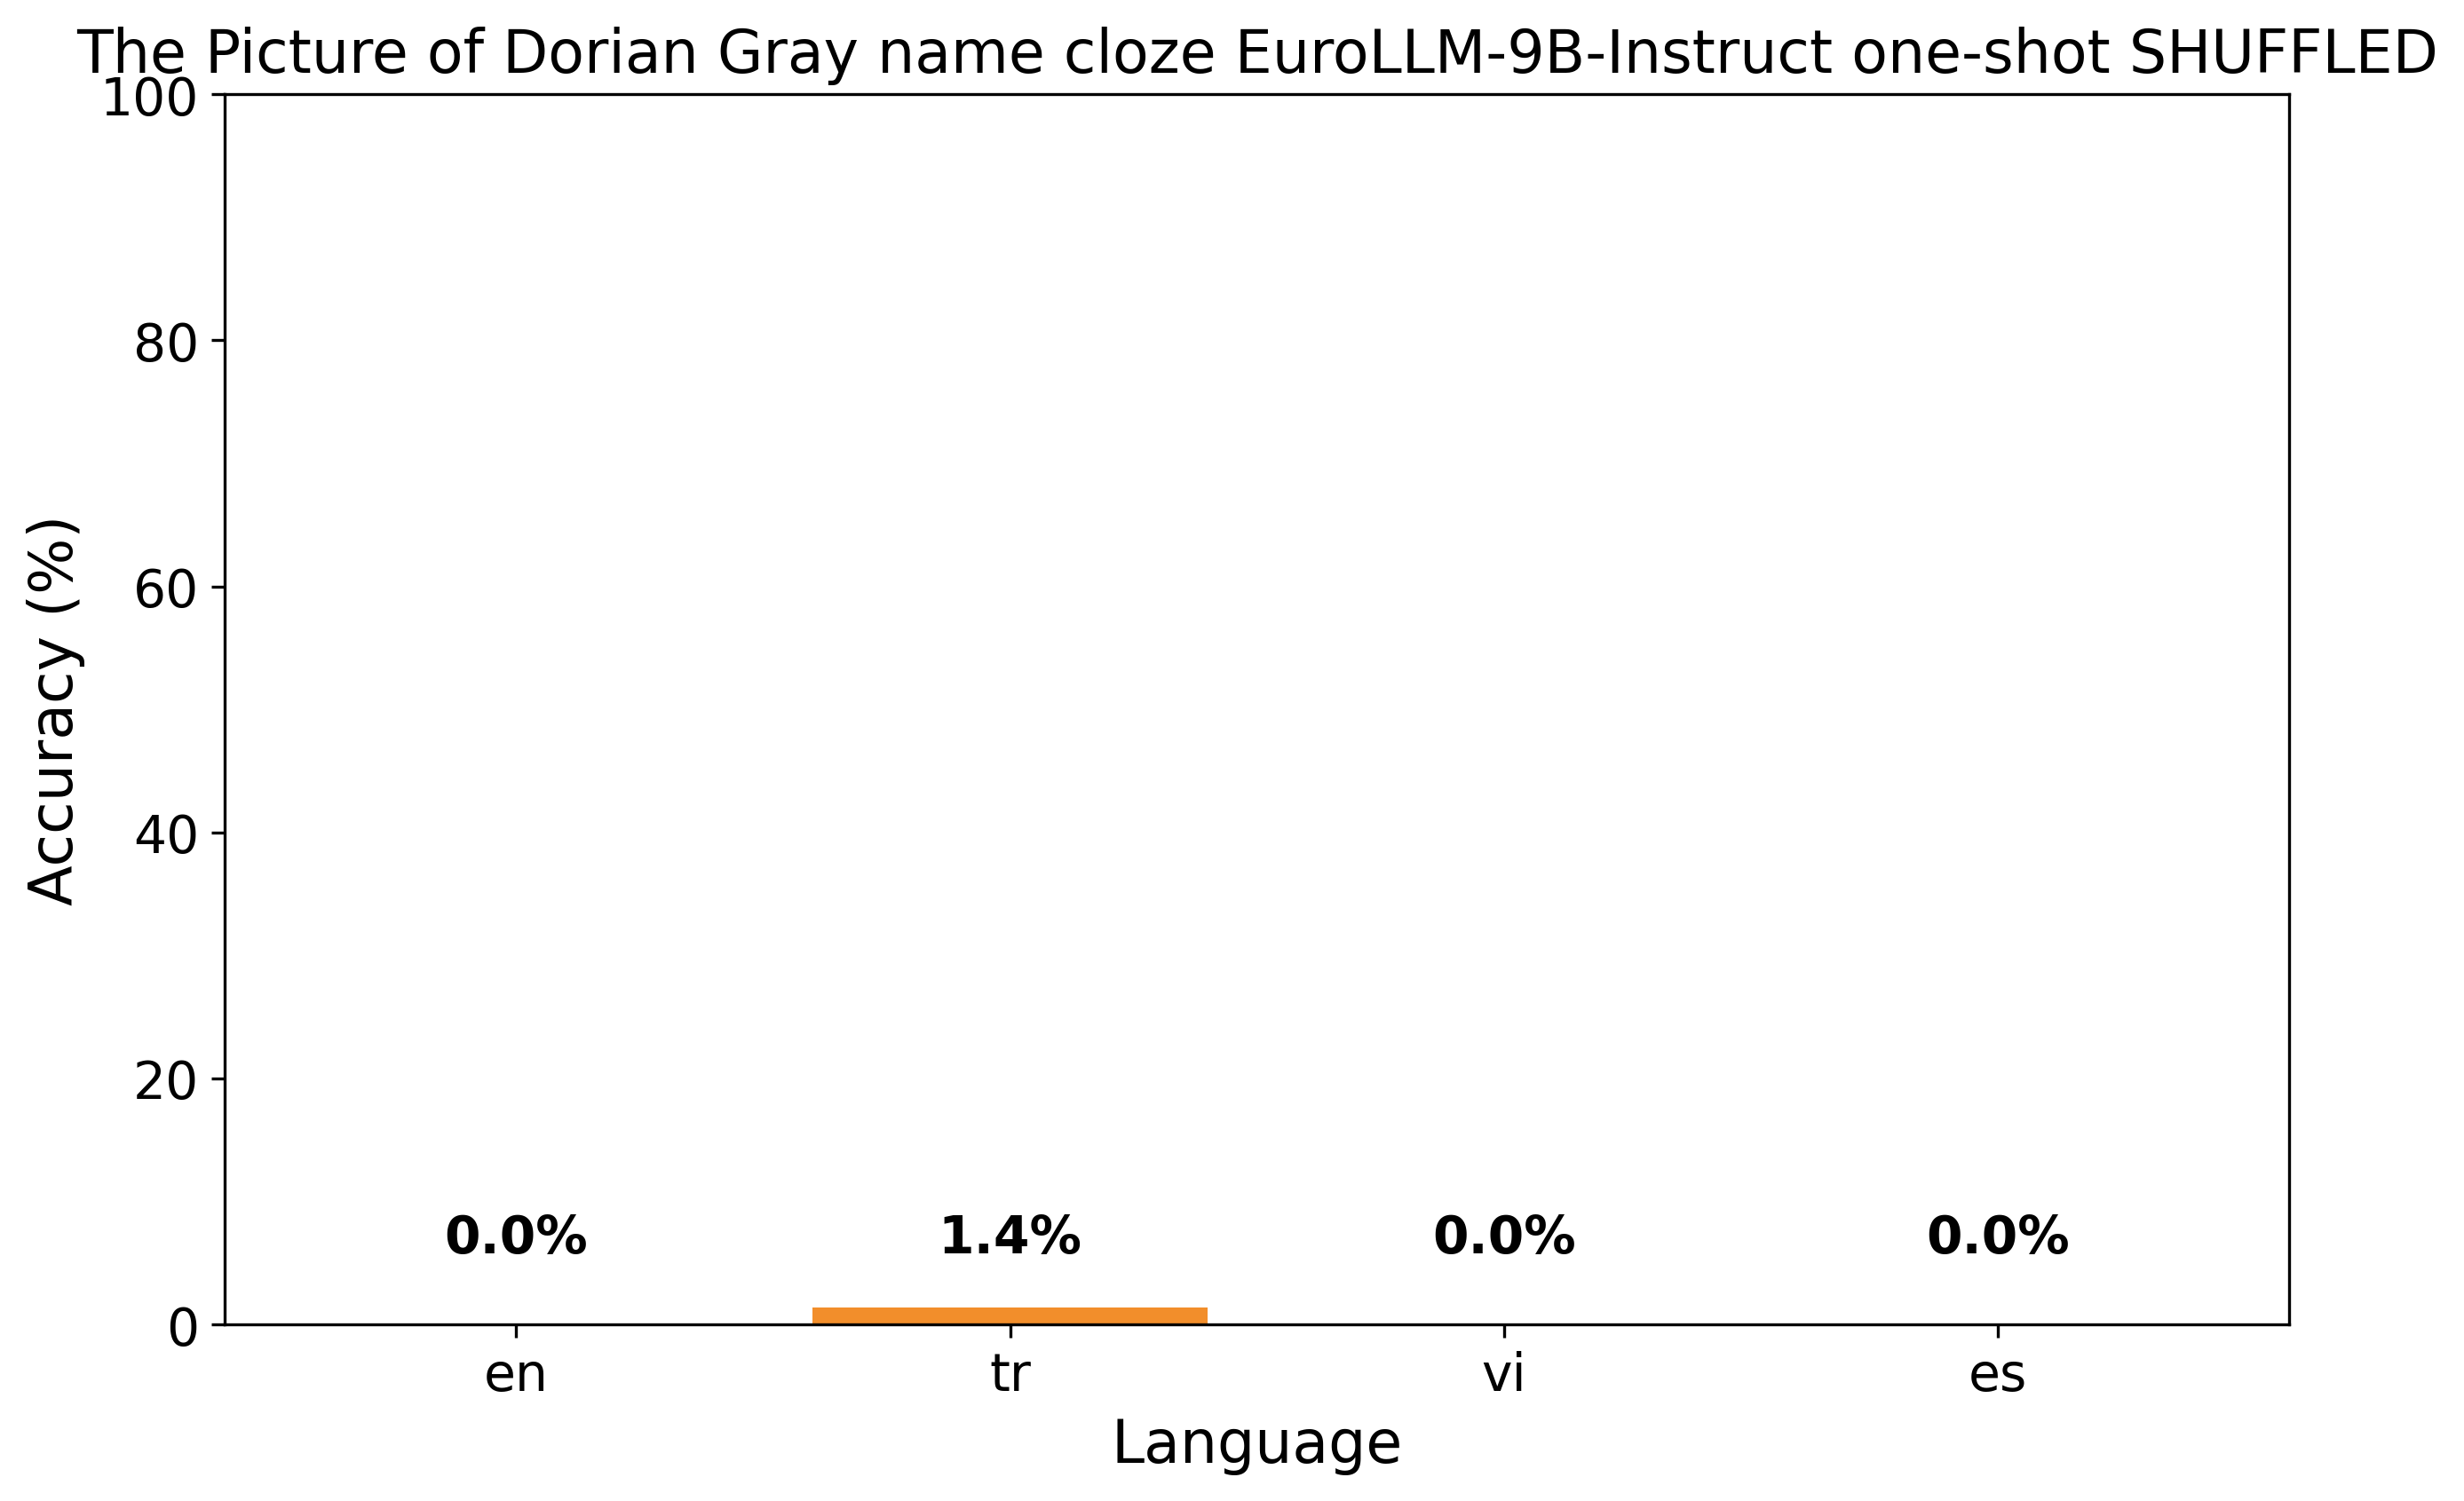 The Picture of Dorian Gray name cloze EuroLLM-9B-Instruct one-shot SHUFFLED
100
80
60
40
20
0
Accuracy (%)
0.0%
1.4%
0.0%
0.0%
en
tr
vi
es
Language